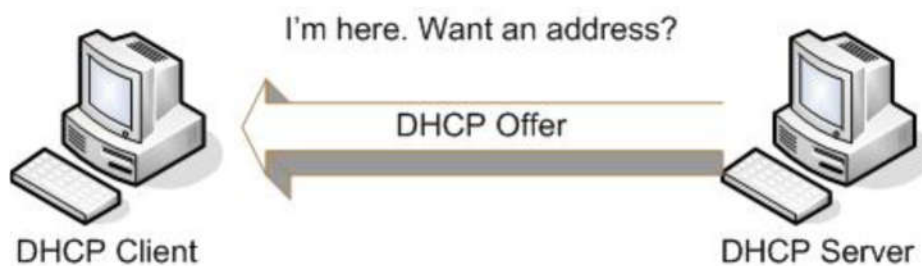 I'm here. Want an address?
DHCP Offer
DHCP Client
DHCP Server